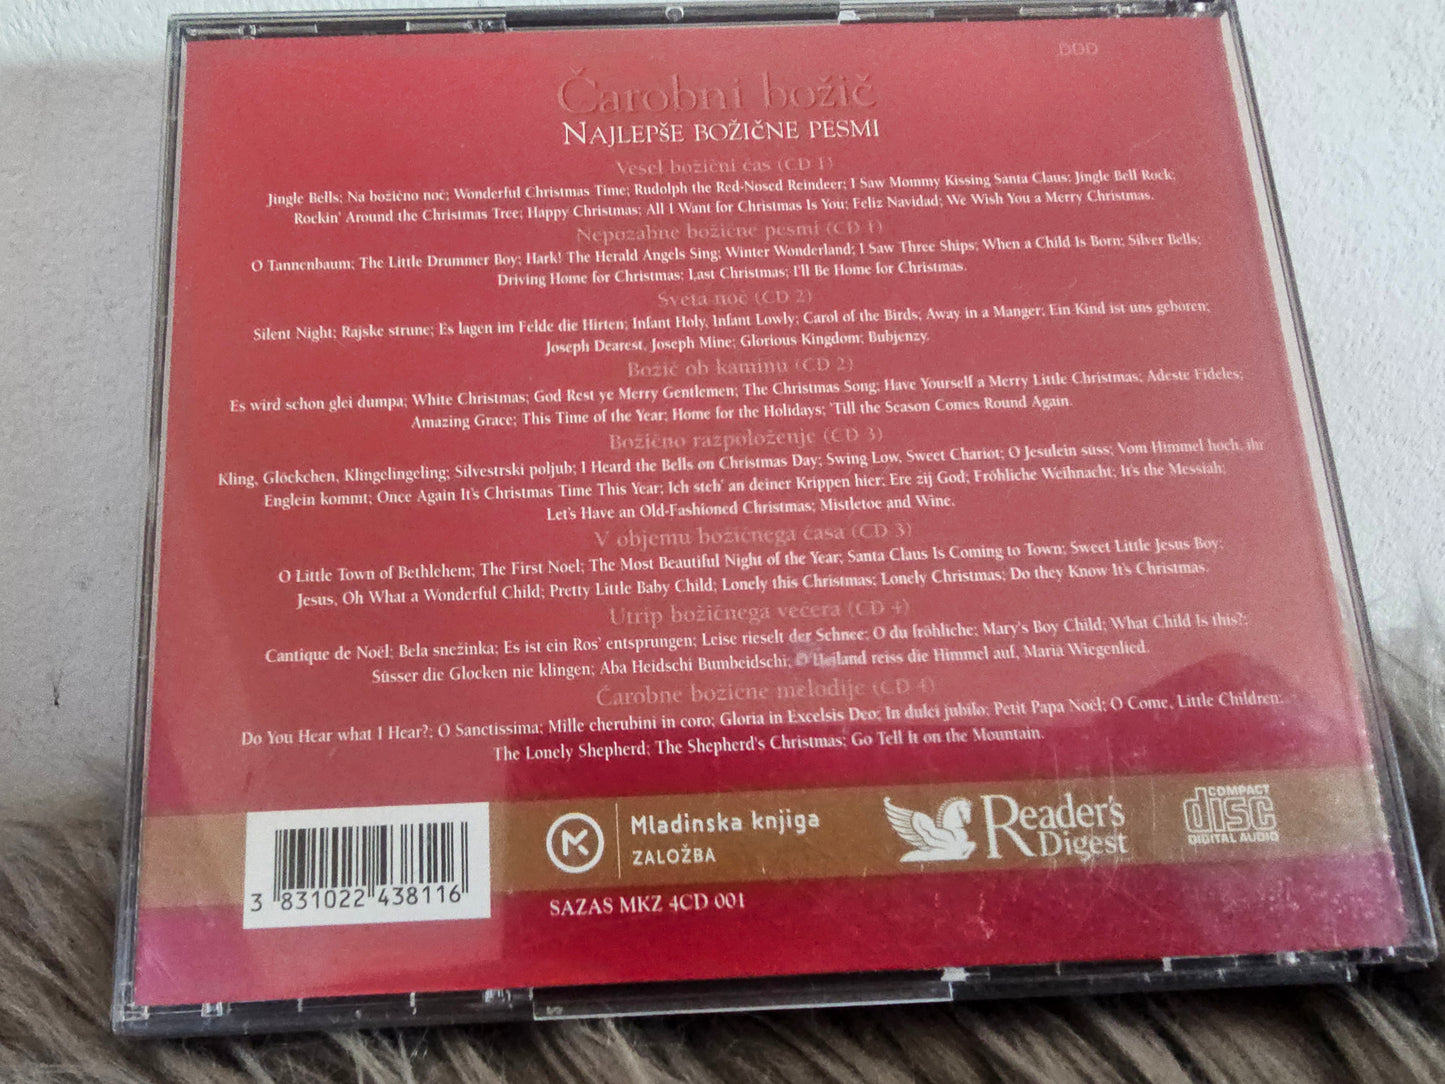 DDD
Čarobni božič
NAJLEPŠE BOŽIČNE PESMI
Vesel božični čas (CD 1)
Jingle Bells; Na božično noč; Wonderful Christmas Time; Rudolph the Red-Nosed Reindeer; I Saw Mommy Kissing Santa Claus; Jingle Bell Rock;
Rockin' Around the Christmas Tree; Happy Christmas; All I Want for Christmas Is You; Feliz Navidad; We Wish You a Merry Christmas.
Nepozabne božične pesmi (CD 1)
O Tannenbaum; The Little Drummer Boy; Hark! The Herald Angels Sing; Winter Wonderland; I Saw Three Ships; When a Child Is Born; Silver Bells;
Driving Home for Christmas; Last Christmas; I'll Be Home for Christmas.
Sveta noč (CD 2)
Silent Night; Rajske strune; Es lagen im Felde die Hirten; Infant Holy, Infant Lowly; Carol of the Birds; Away in a Manger; Ein Kind ist uns geboren;
Joseph Dearest, Joseph Mine; Glorious Kingdom; Bubjenzy.
Božič ob kaminu (CD 2)
Es wird schon glei dumpa; White Christmas; God Rest ye Merry Gentlemen; The Christmas Song; Have Yourself a Merry Little Christmas; Adeste Fideles;
Amazing Grace; This Time of the Year; Home for the Holidays; 'Till the Season Comes Round Again.
Božično razpoloženje (CD 3)
Kling, Glöckchen, Klingelingeling; Silvestrski poljub; I Heard the Bells on Christmas Day; Swing Low, Sweet Chariot; O Jesulein süss; Vom Himmel hoch, ihr
Englein kommt; Once Again It's Christmas Time This Year; Ich steh' an deiner Krippen hier; Ere zij God; Fröhliche Weihnacht; It's the Messiah;
Let's Have an Old-Fashioned Christmas; Mistletoe and Wine.
V objemu božičnega časa (CD 3)
O Little Town of Bethlehem; The First Noel; The Most Beautiful Night of the Year; Santa Claus Is Coming to Town; Sweet Little Jesus Boy;
Jesus, Oh What a Wonderful Child; Pretty Little Baby Child; Lonely this Christmas; Lonely Christmas; Do they Know It's Christmas.
Utrip božičnega večera (CD 4)
Cantique de Noël; Bela snežinka; Es ist ein Ros' entsprungen; Leise rieselt der Schnee; O du fröhliche; Mary's Boy Child; What Child Is this?;
Süsser die Glocken nie klingen; Aba Heidschi Bumbeidschi; O Heiland reiss die Himmel auf, Maria Wiegenlied.
Čarobne božične melodije (CD 4)
Do You Hear what I Hear?; O Sanctissima; Mille cherubini in coro; Gloria in Excelsis Deo; In dulci jubilo; Petit Papa Noël; O Come, Little Children;
The Lonely Shepherd; The Shepherd's Christmas; Go Tell It on the Mountain.
3 831022 438116
Mladinska knjiga
ZALOŽBA
Reader's
Digest
COMPACT
disc
DIGITAL AUDIO
SAZAS MKZ 4CD 001